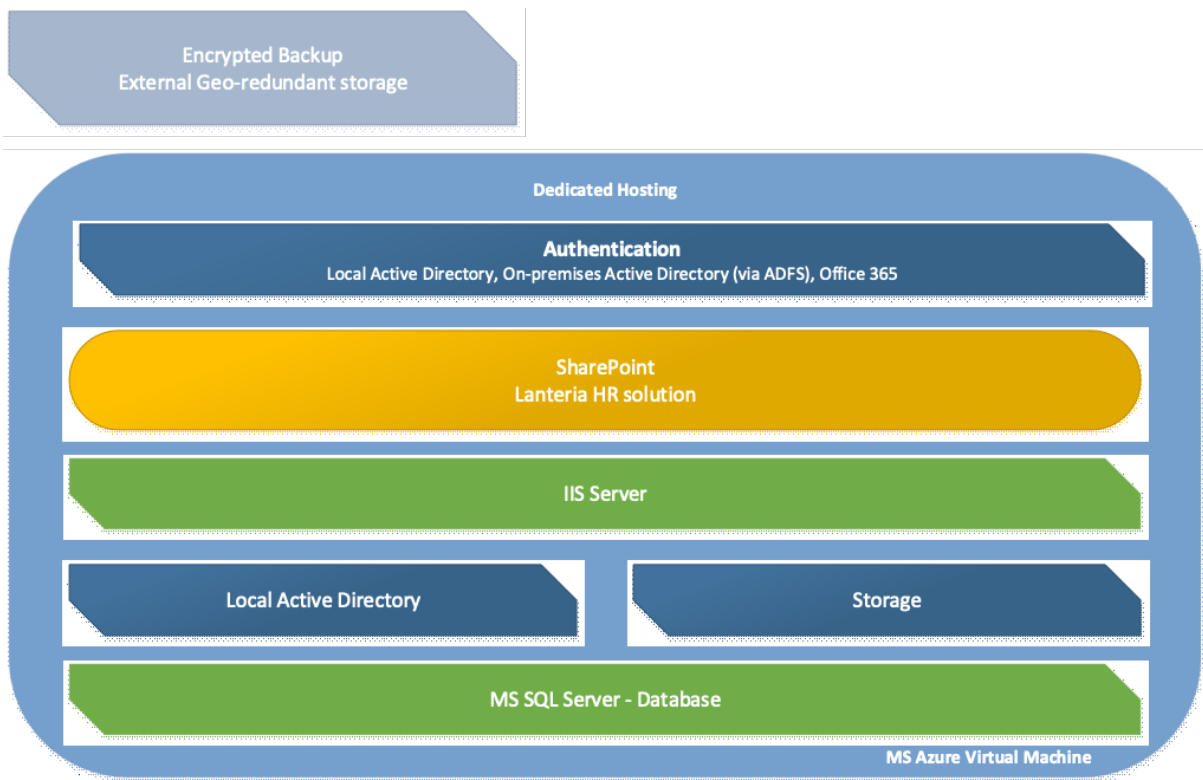 Encrypted Backup
External Geo-redundant storage
Dedicated Hosting
Authentication
Local Active Directory, On-premises Active Directory (via ADFS), Office 365
SharePoint
Lanteria HR solution
IIS Server
Local Active Directory
Storage
MS SQL Server - Database
MS Azure Virtual Machine